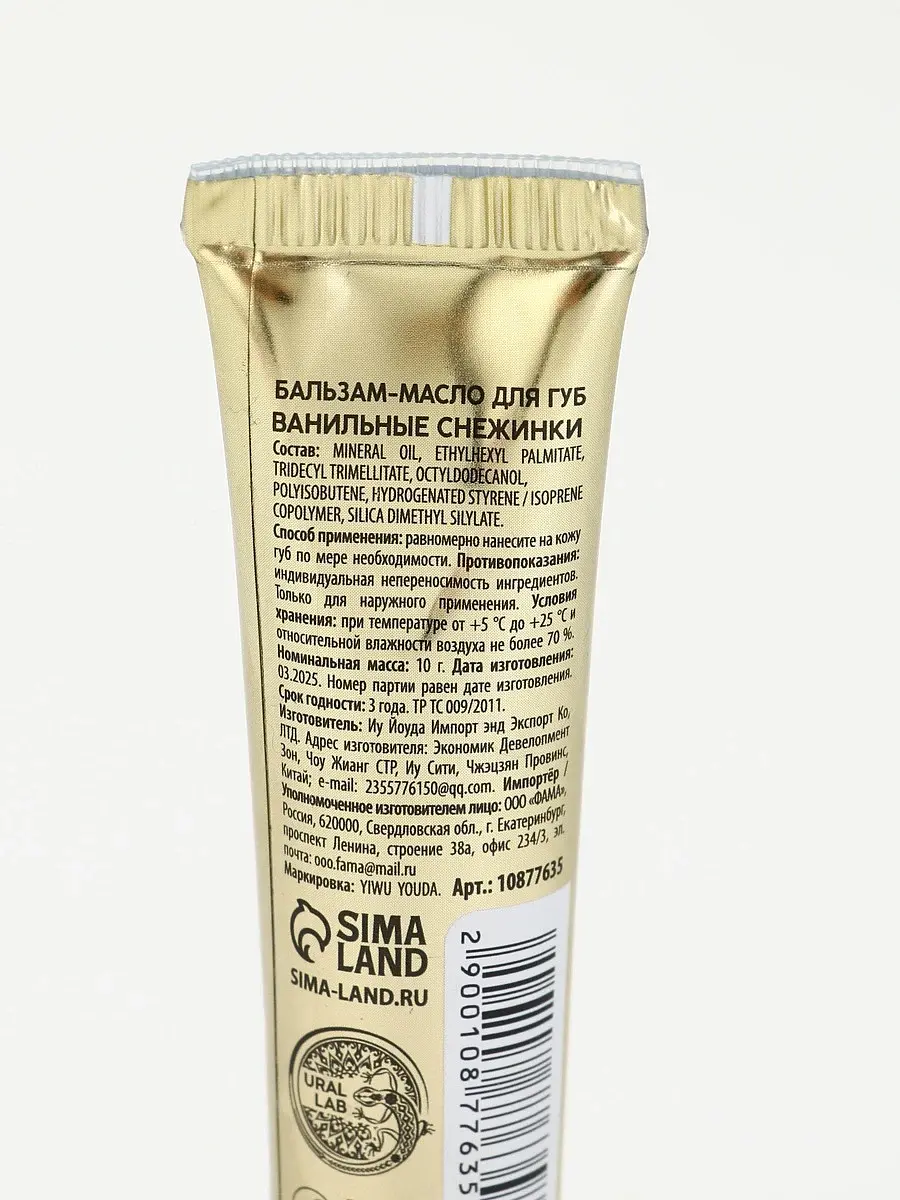 БАЛЬЗАМ-МАСЛО ДЛЯ ГУБ
ВАНИЛЬНЫЕ СНЕЖИНКИ
Состав: MINERAL OIL, ETHYLHEXYL PALMITATE,
TRIDECYL TRIMELLITATE, OCTYLDODECANOL,
POLYISOBUTENE, HYDROGENATED STYRENE / ISOPRENE
COPOLYMER, SILICA DIMETHYL SILYLATE.
Способ применения: равномерно нанесите на кожу
губ по мере необходимости. Противопоказания:
индивидуальная непереносимость ингредиентов.
Только для наружного применения. Условия
хранения: при температуре от +5 °C до +25 °C и
относительной влажности воздуха не более 70 %.
Номинальная масса: 10 г. Дата изготовления:
03.2025. Номер партии равен дате изготовления.
Срок годности: 3 года. ТР ТС 009/2011.
Изготовитель: Иу Йоуда Импорт энд Экспорт Ко,
ЛТД. Адрес изготовителя: Экономик Девелопмент
Зон, Чоу Жианг СТР, Иу Сити, Чжэцзян Провинс,
Китай; e-mail: 2355776150@qq.com. Импортёр /
Уполномоченное изготовителем лицо: ООО «ФАМА»,
Россия, 620000, Свердловская обл., г. Екатеринбург,
проспект Ленина, строение 38а, офис 234/3, эл.
почта: ooo.fama@mail.ru
Маркировка: YIWU YOUDA. Арт.: 10877635
SIMA
LAND
SIMA-LAND.RU
URAL
LAB
2 900108 77635